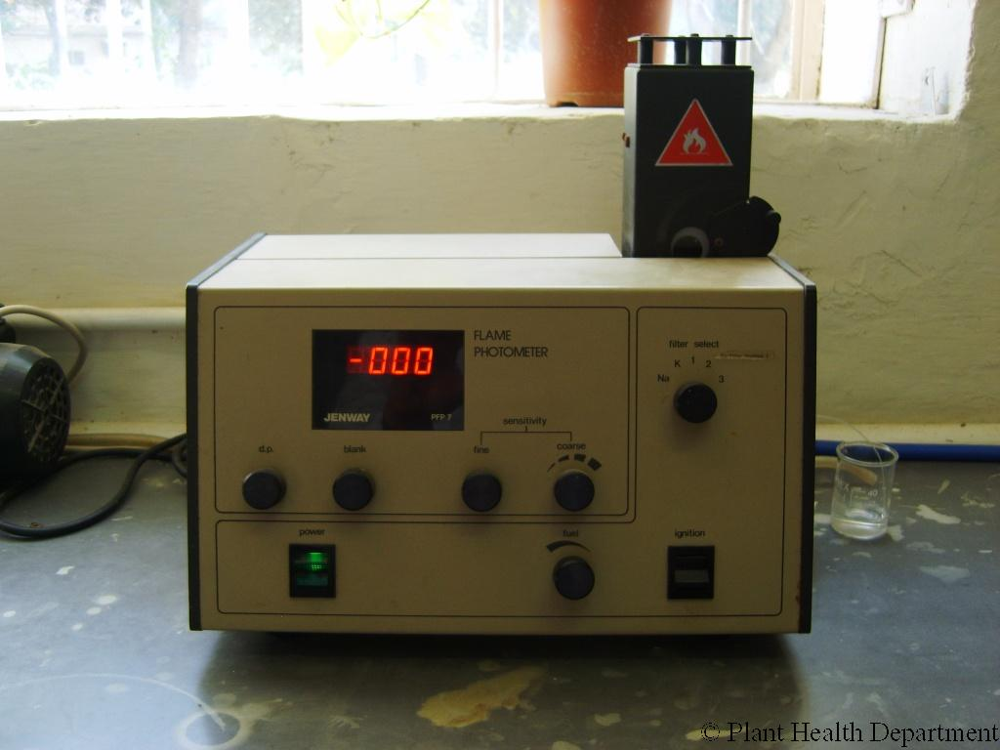 FLAME
PHOTOMETER
-000
JENWAY PFP 7
filter select
Na K 1 2 3
sensitivity
d.p. blank fine coarse
power fuel ignition
40
© Plant Health Department